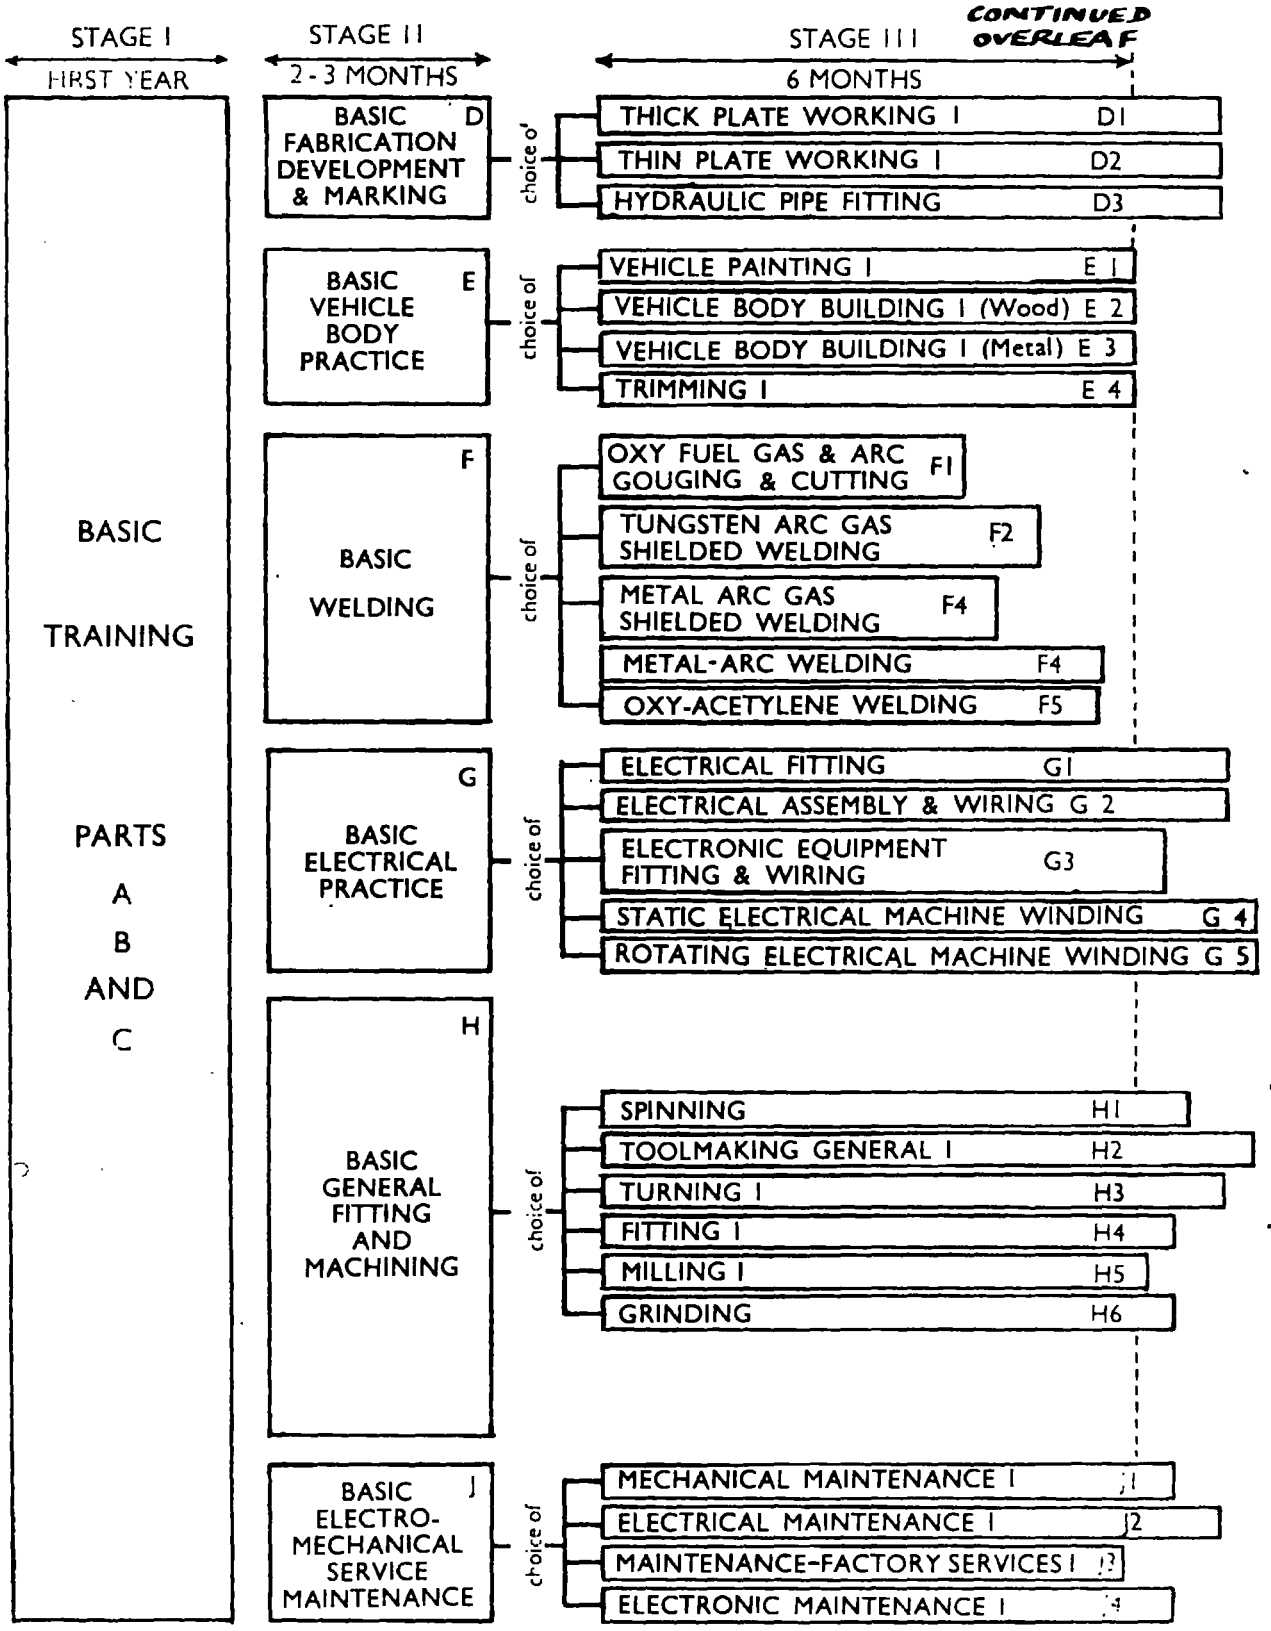 CONTINUED
OVERLEAF
STAGE I
STAGE II
STAGE III
FIRST YEAR
2-3 MONTHS
6 MONTHS
BASIC
TRAINING
PARTS
A
B
AND
C
BASIC D
FABRICATION
DEVELOPMENT
& MARKING
choice of
THICK PLATE WORKING I D1
THIN PLATE WORKING I D2
HYDRAULIC PIPE FITTING D3
BASIC E
VEHICLE
BODY
PRACTICE
choice of
VEHICLE PAINTING I E 1
VEHICLE BODY BUILDING I (Wood) E 2
VEHICLE BODY BUILDING I (Metal) E 3
TRIMMING I E 4
F
BASIC
WELDING
choice of
OXY FUEL GAS & ARC
GOUGING & CUTTING F1
TUNGSTEN ARC GAS
SHIELDED WELDING F2
METAL ARC GAS
SHIELDED WELDING F4
METAL-ARC WELDING F4
OXY-ACETYLENE WELDING F5
G
BASIC
ELECTRICAL
PRACTICE
choice of
ELECTRICAL FITTING G1
ELECTRICAL ASSEMBLY & WIRING G 2
ELECTRONIC EQUIPMENT
FITTING & WIRING G3
STATIC ELECTRICAL MACHINE WINDING G 4
ROTATING ELECTRICAL MACHINE WINDING G 5
H
BASIC
GENERAL
FITTING
AND
MACHINING
choice of
SPINNING H1
TOOLMAKING GENERAL I H2
TURNING I H3
FITTING I H4
MILLING I H5
GRINDING H6
BASIC J
ELECTRO-
MECHANICAL
SERVICE
MAINTENANCE
choice of
MECHANICAL MAINTENANCE I J1
ELECTRICAL MAINTENANCE I J2
MAINTENANCE-FACTORY SERVICES I J3
ELECTRONIC MAINTENANCE I J4